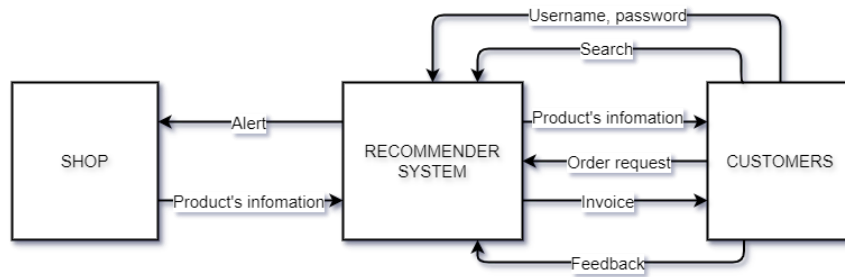 Username, password
Search
Alert
Product's infomation
SHOP
RECOMMENDER
SYSTEM
Order request
CUSTOMERS
Product's infomation
Invoice
Feedback